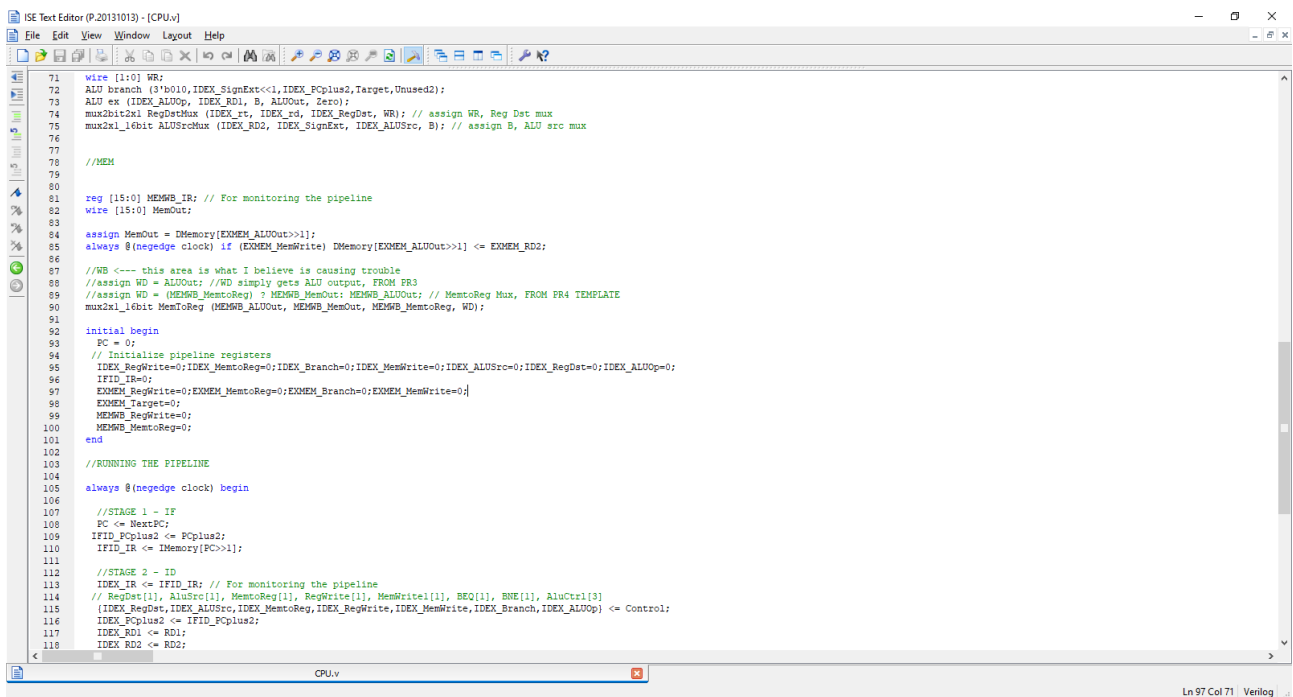 ISE Text Editor (P.20131013) - [CPU.v]
File Edit View Window Layout Help
71 wire [1:0] WR;
72 ALU branch (3'b010,IDEX_SignExt<<1,IDEX_PCplus2,Target,Unused2);
73 ALU ex (IDEX_ALUOp, IDEX_RD1, B, ALUOut, Zero);
74 mux2bit2x1 RegDstMux (IDEX_rt, IDEX_rd, IDEX_RegDst, WR); // assign WR, Reg Dst mux
75 mux2x1_16bit ALUSrcMux (IDEX_RD2, IDEX_SignExt, IDEX_ALUSrc, B); // assign B, ALU src mux
76
77
78 //MEM
79
80
81 reg [15:0] MEMWB_IR; // For monitoring the pipeline
82 wire [15:0] MemOut;
83
84 assign MemOut = DMemory[EXMEM_ALUOut>>1];
85 always @(negedge clock) if (EXMEM_MemWrite) DMemory[EXMEM_ALUOut>>1] <= EXMEM_RD2;
86
87 //WB <--- this area is what I believe is causing trouble
88 //assign WD = ALUOut; //WD simply gets ALU output, FROM PR3
89 //assign WD = (MEMWB_MemtoReg) ? MEMWB_MemOut: MEMWB_ALUOut; // MemtoReg Mux, FROM PR4 TEMPLATE
90 mux2x1_16bit MemToReg (MEMWB_ALUOut, MEMWB_MemOut, MEMWB_MemtoReg, WD);
91
92 initial begin
93 PC = 0;
94 // Initialize pipeline registers
95 IDEX_RegWrite=0;IDEX_MemtoReg=0;IDEX_Branch=0;IDEX_MemWrite=0;IDEX_ALUSrc=0;IDEX_RegDst=0;IDEX_ALUOp=0;
96 IFID_IR=0;
97 EXMEM_RegWrite=0;EXMEM_MemtoReg=0;EXMEM_Branch=0;EXMEM_MemWrite=0;
98 EXMEM_Target=0;
99 MEMWB_RegWrite=0;
100 MEMWB_MemtoReg=0;
101 end
102
103 //RUNNING THE PIPELINE
104
105 always @(negedge clock) begin
106
107 //STAGE 1 - IF
108 PC <= NextPC;
109 IFID_PCplus2 <= PCplus2;
110 IFID_IR <= IMemory[PC>>1];
111
112 //STAGE 2 - ID
113 IDEX_IR <= IFID_IR; // For monitoring the pipeline
114 // RegDst[1], AluSrc[1], MemtoReg[1], RegWrite[1], MemWrite1[1], BEQ[1], BNE[1], AluCtrl[3]
115 {IDEX_RegDst,IDEX_ALUSrc,IDEX_MemtoReg,IDEX_RegWrite,IDEX_MemWrite,IDEX_Branch,IDEX_ALUOp} <= Control;
116 IDEX_PCplus2 <= IFID_PCplus2;
117 IDEX_RD1 <= RD1;
118 IDEX_RD2 <= RD2;
CPU.v
Ln 97 Col 71 Verilog